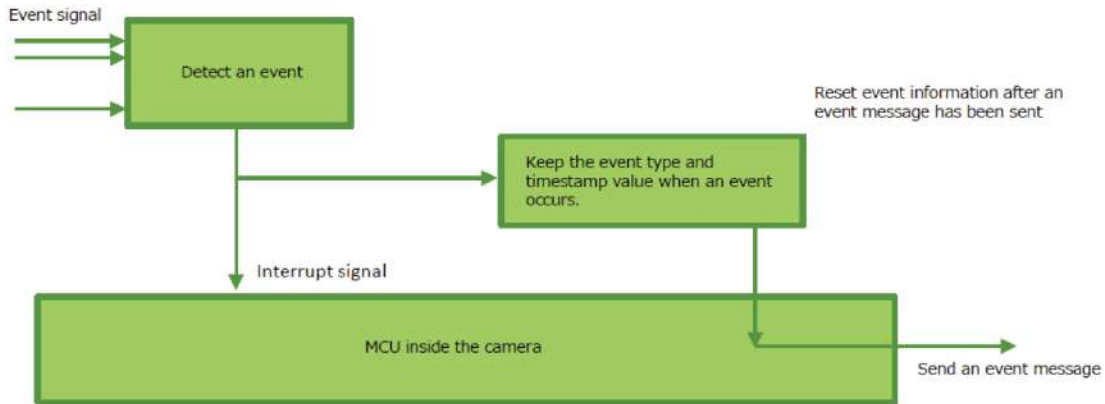 Event signal
Detect an event
Reset event information after an
event message has been sent
Keep the event type and
timestamp value when an event
occurs.
Interrupt signal
MCU inside the camera
Send an event message